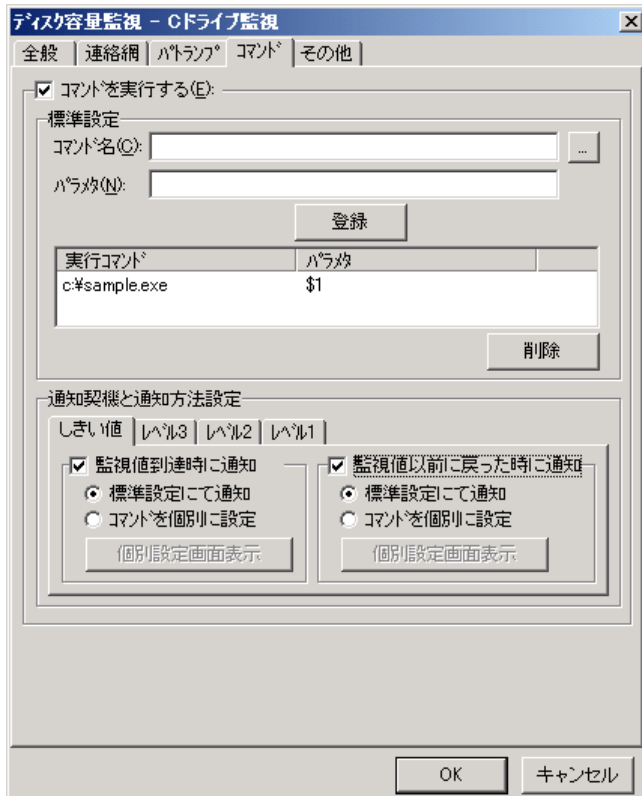 ディスク容量監視 - Cドライブ監視
全般 連絡網 パトランプ コマンド その他
コマンドを実行する(E):
標準設定
コマンド名(C): ...
パラメタ(N):
登録
実行コマンド パラメタ
c:¥sample.exe $1
削除
通知契機と通知方法設定
しきい値 レベル3 レベル2 レベル1
監視値到達時に通知 監視値以前に戻った時に通知
標準設定にて通知 標準設定にて通知
コマンドを個別に設定 コマンドを個別に設定
個別設定画面表示 個別設定画面表示
OK キャンセル